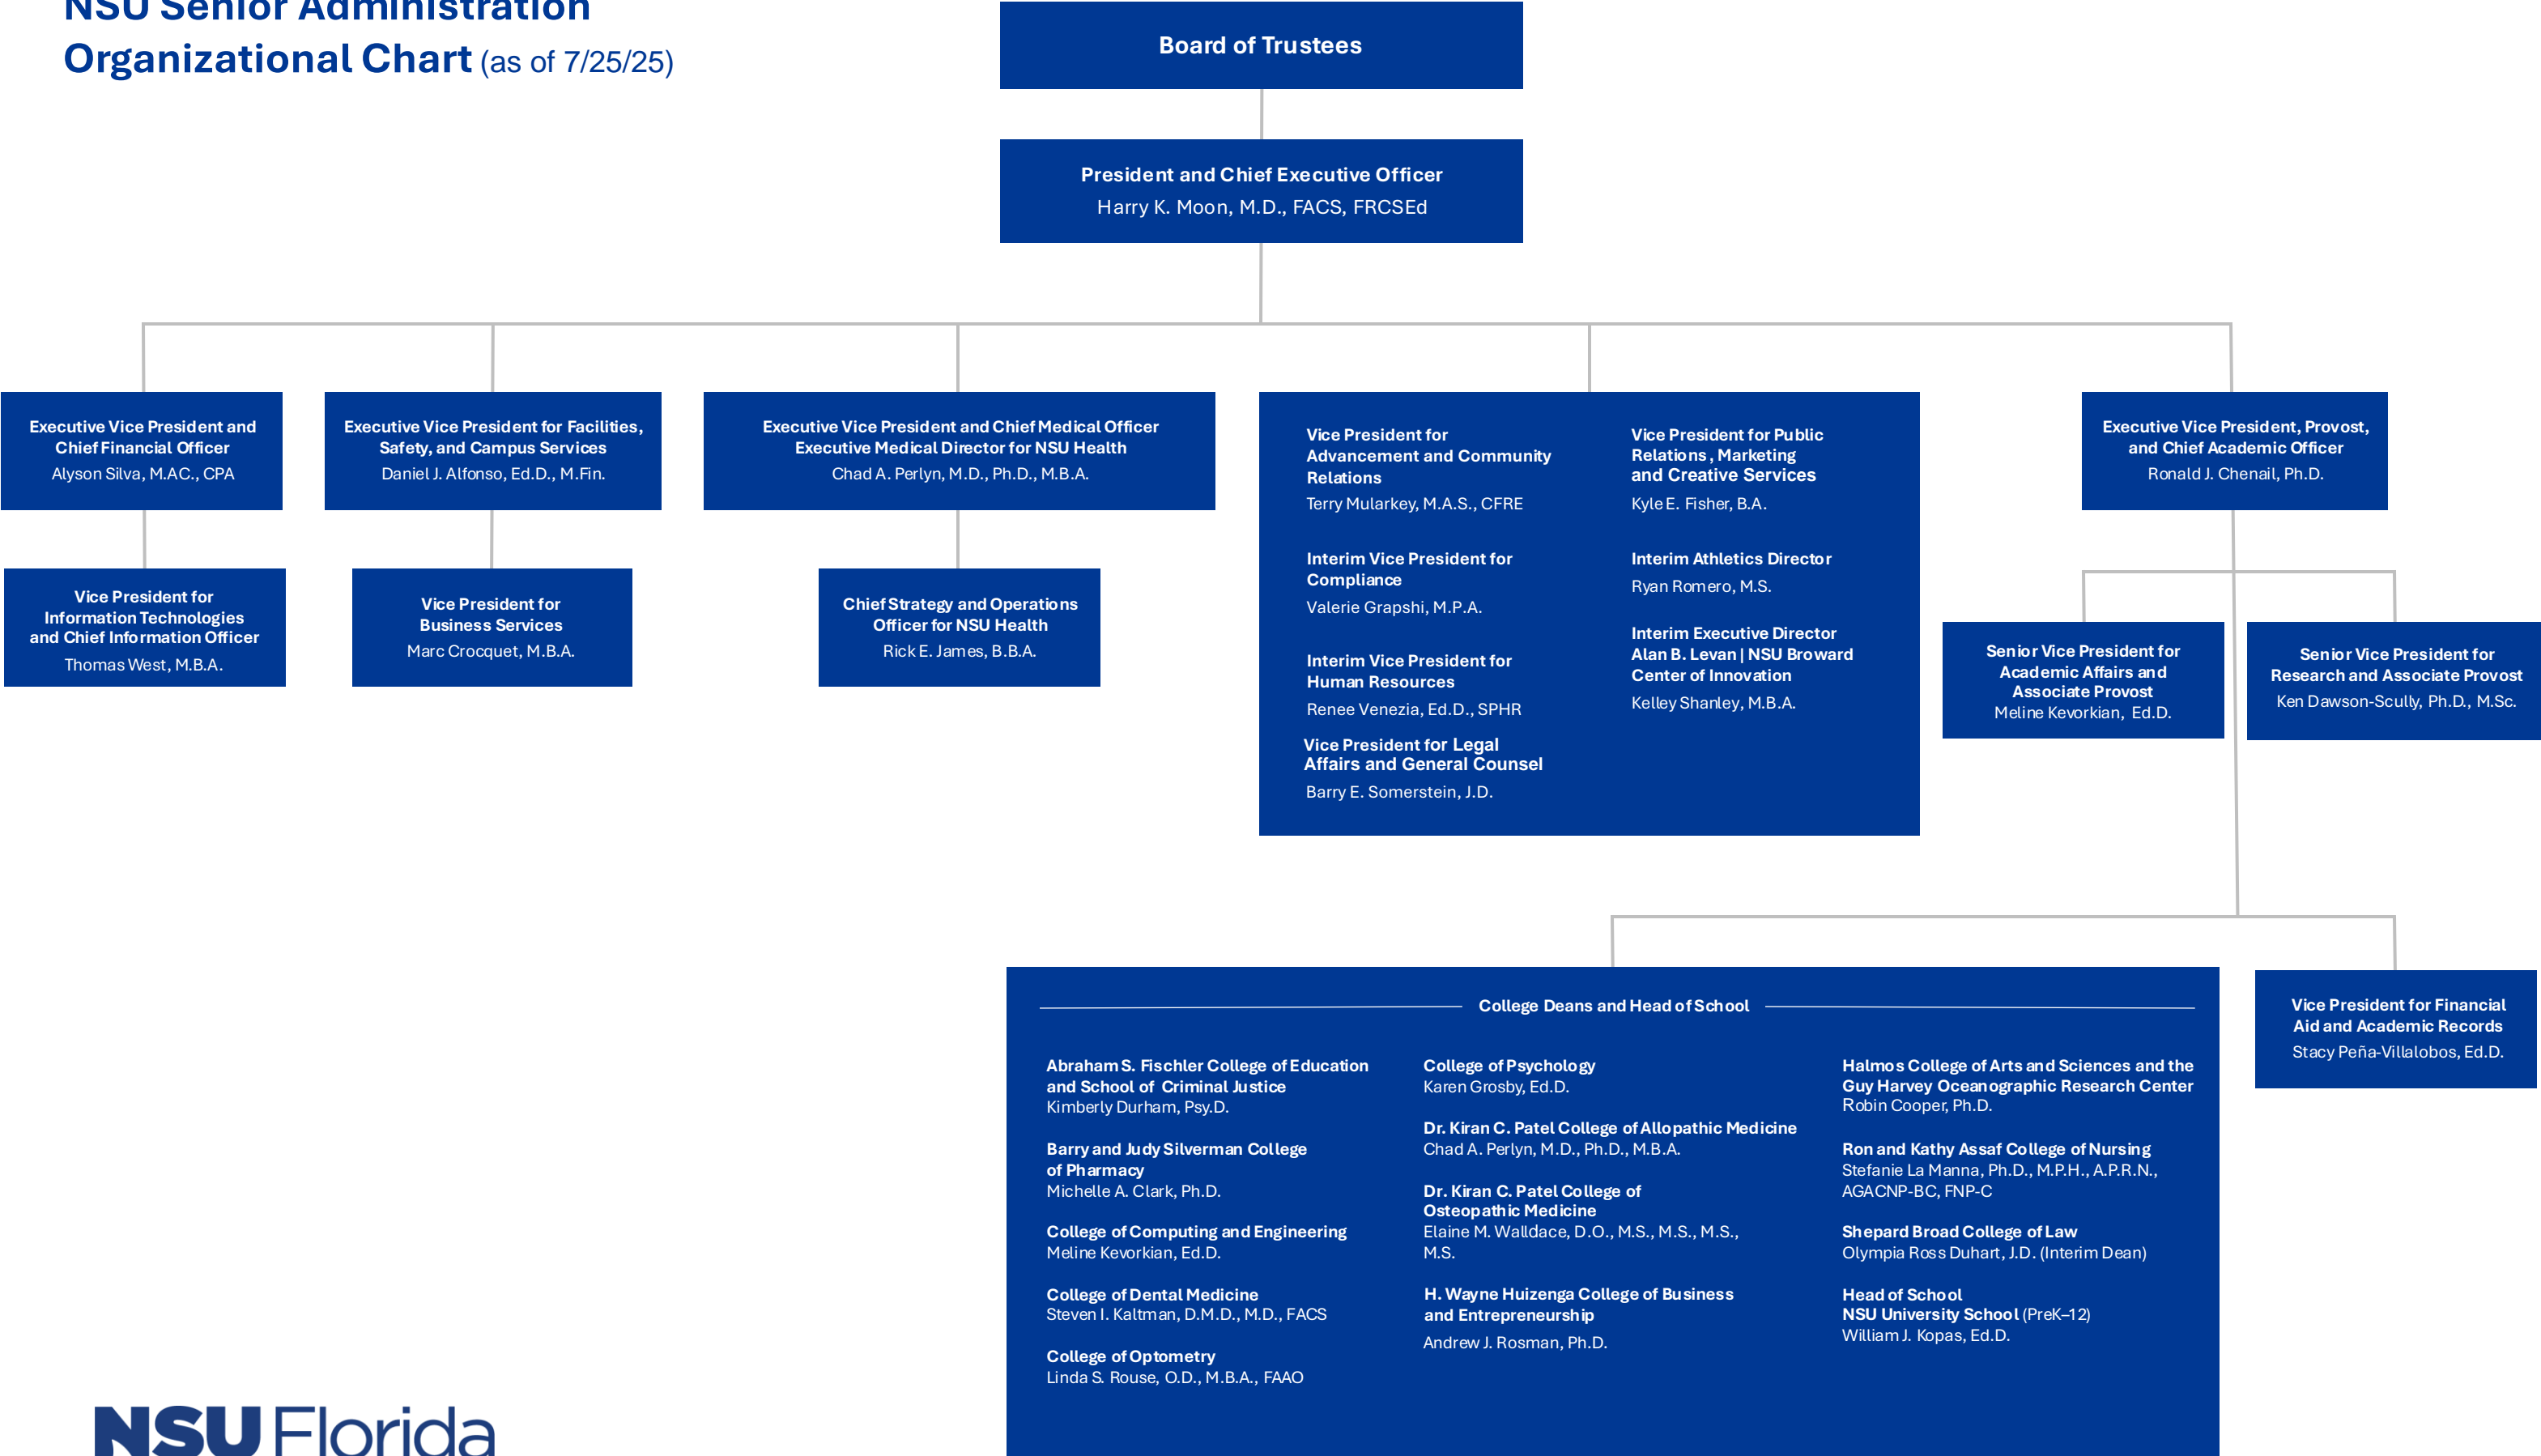 NSU Senior Administration
Organizational Chart (as of 7/25/25)
Board of Trustees
President and Chief Executive Officer
Harry K. Moon, M.D., FACS, FRCSEd
Executive Vice President and
Chief Financial Officer
Alyson Silva, M.AC., CPA
Executive Vice President for Facilities,
Safety, and Campus Services
Daniel J. Alfonso, Ed.D., M.Fin.
Executive Vice President and Chief Medical Officer
Executive Medical Director for NSU Health
Chad A. Perlyn, M.D., Ph.D., M.B.A.
Vice President for
Advancement and Community
Relations
Terry Mularkey, M.A.S., CFRE
Interim Vice President for
Compliance
Valerie Grapshi, M.P.A.
Interim Vice President for
Human Resources
Renee Venezia, Ed.D., SPHR
Vice President for Legal
Affairs and General Counsel
Barry E. Somerstein, J.D.
Vice President for Public
Relations, Marketing
and Creative Services
Kyle E. Fisher, B.A.
Interim Athletics Director
Ryan Romero, M.S.
Interim Executive Director
Alan B. Levan | NSU Broward
Center of Innovation
Kelley Shanley, M.B.A.
Executive Vice President, Provost,
and Chief Academic Officer
Ronald J. Chenail, Ph.D.
Vice President for
Information Technologies
and Chief Information Officer
Thomas West, M.B.A.
Vice President for
Business Services
Marc Crocquet, M.B.A.
Chief Strategy and Operations
Officer for NSU Health
Rick E. James, B.B.A.
Senior Vice President for
Academic Affairs and
Associate Provost
Meline Kevorkian, Ed.D.
Senior Vice President for
Research and Associate Provost
Ken Dawson-Scully, Ph.D., M.Sc.
College Deans and Head of School
Abraham S. Fischler College of Education
and School of Criminal Justice
Kimberly Durham, Psy.D.
Barry and Judy Silverman College
of Pharmacy
Michelle A. Clark, Ph.D.
College of Computing and Engineering
Meline Kevorkian, Ed.D.
College of Dental Medicine
Steven I. Kaltman, D.M.D., M.D., FACS
College of Optometry
Linda S. Rouse, O.D., M.B.A., FAAO
College of Psychology
Karen Grosby, Ed.D.
Dr. Kiran C. Patel College of Allopathic Medicine
Chad A. Perlyn, M.D., Ph.D., M.B.A.
Dr. Kiran C. Patel College of
Osteopathic Medicine
Elaine M. Walldace, D.O., M.S., M.S., M.S.,
M.S.
H. Wayne Huizenga College of Business
and Entrepreneurship
Andrew J. Rosman, Ph.D.
Halmos College of Arts and Sciences and the
Guy Harvey Oceanographic Research Center
Robin Cooper, Ph.D.
Ron and Kathy Assaf College of Nursing
Stefanie La Manna, Ph.D., M.P.H., A.P.R.N.,
AGACNP-BC, FNP-C
Shepard Broad College of Law
Olympia Ross Duhart, J.D. (Interim Dean)
Head of School
NSU University School (PreK–12)
William J. Kopas, Ed.D.
Vice President for Financial
Aid and Academic Records
Stacy Peña-Villalobos, Ed.D.
NSU Florida